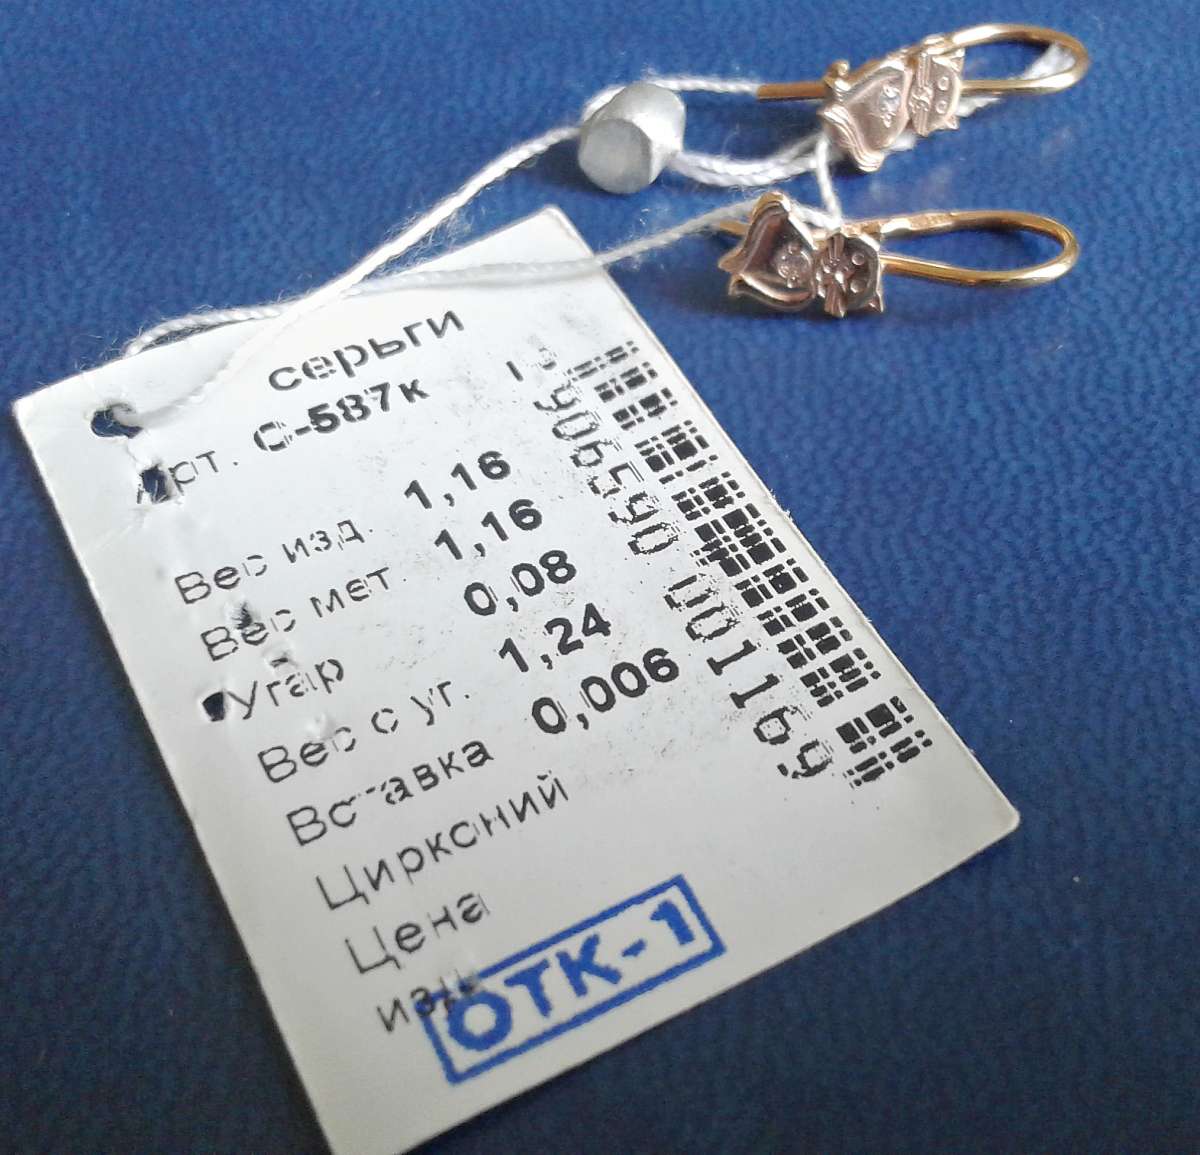 серьги
Арт. С-587к
Вес изд. 1,16
Вес мет. 1,16
Угар 0,08
Вес с уг. 1,24
Вставка 0,006
Цирконий
Цена
изд.
ОТК-1